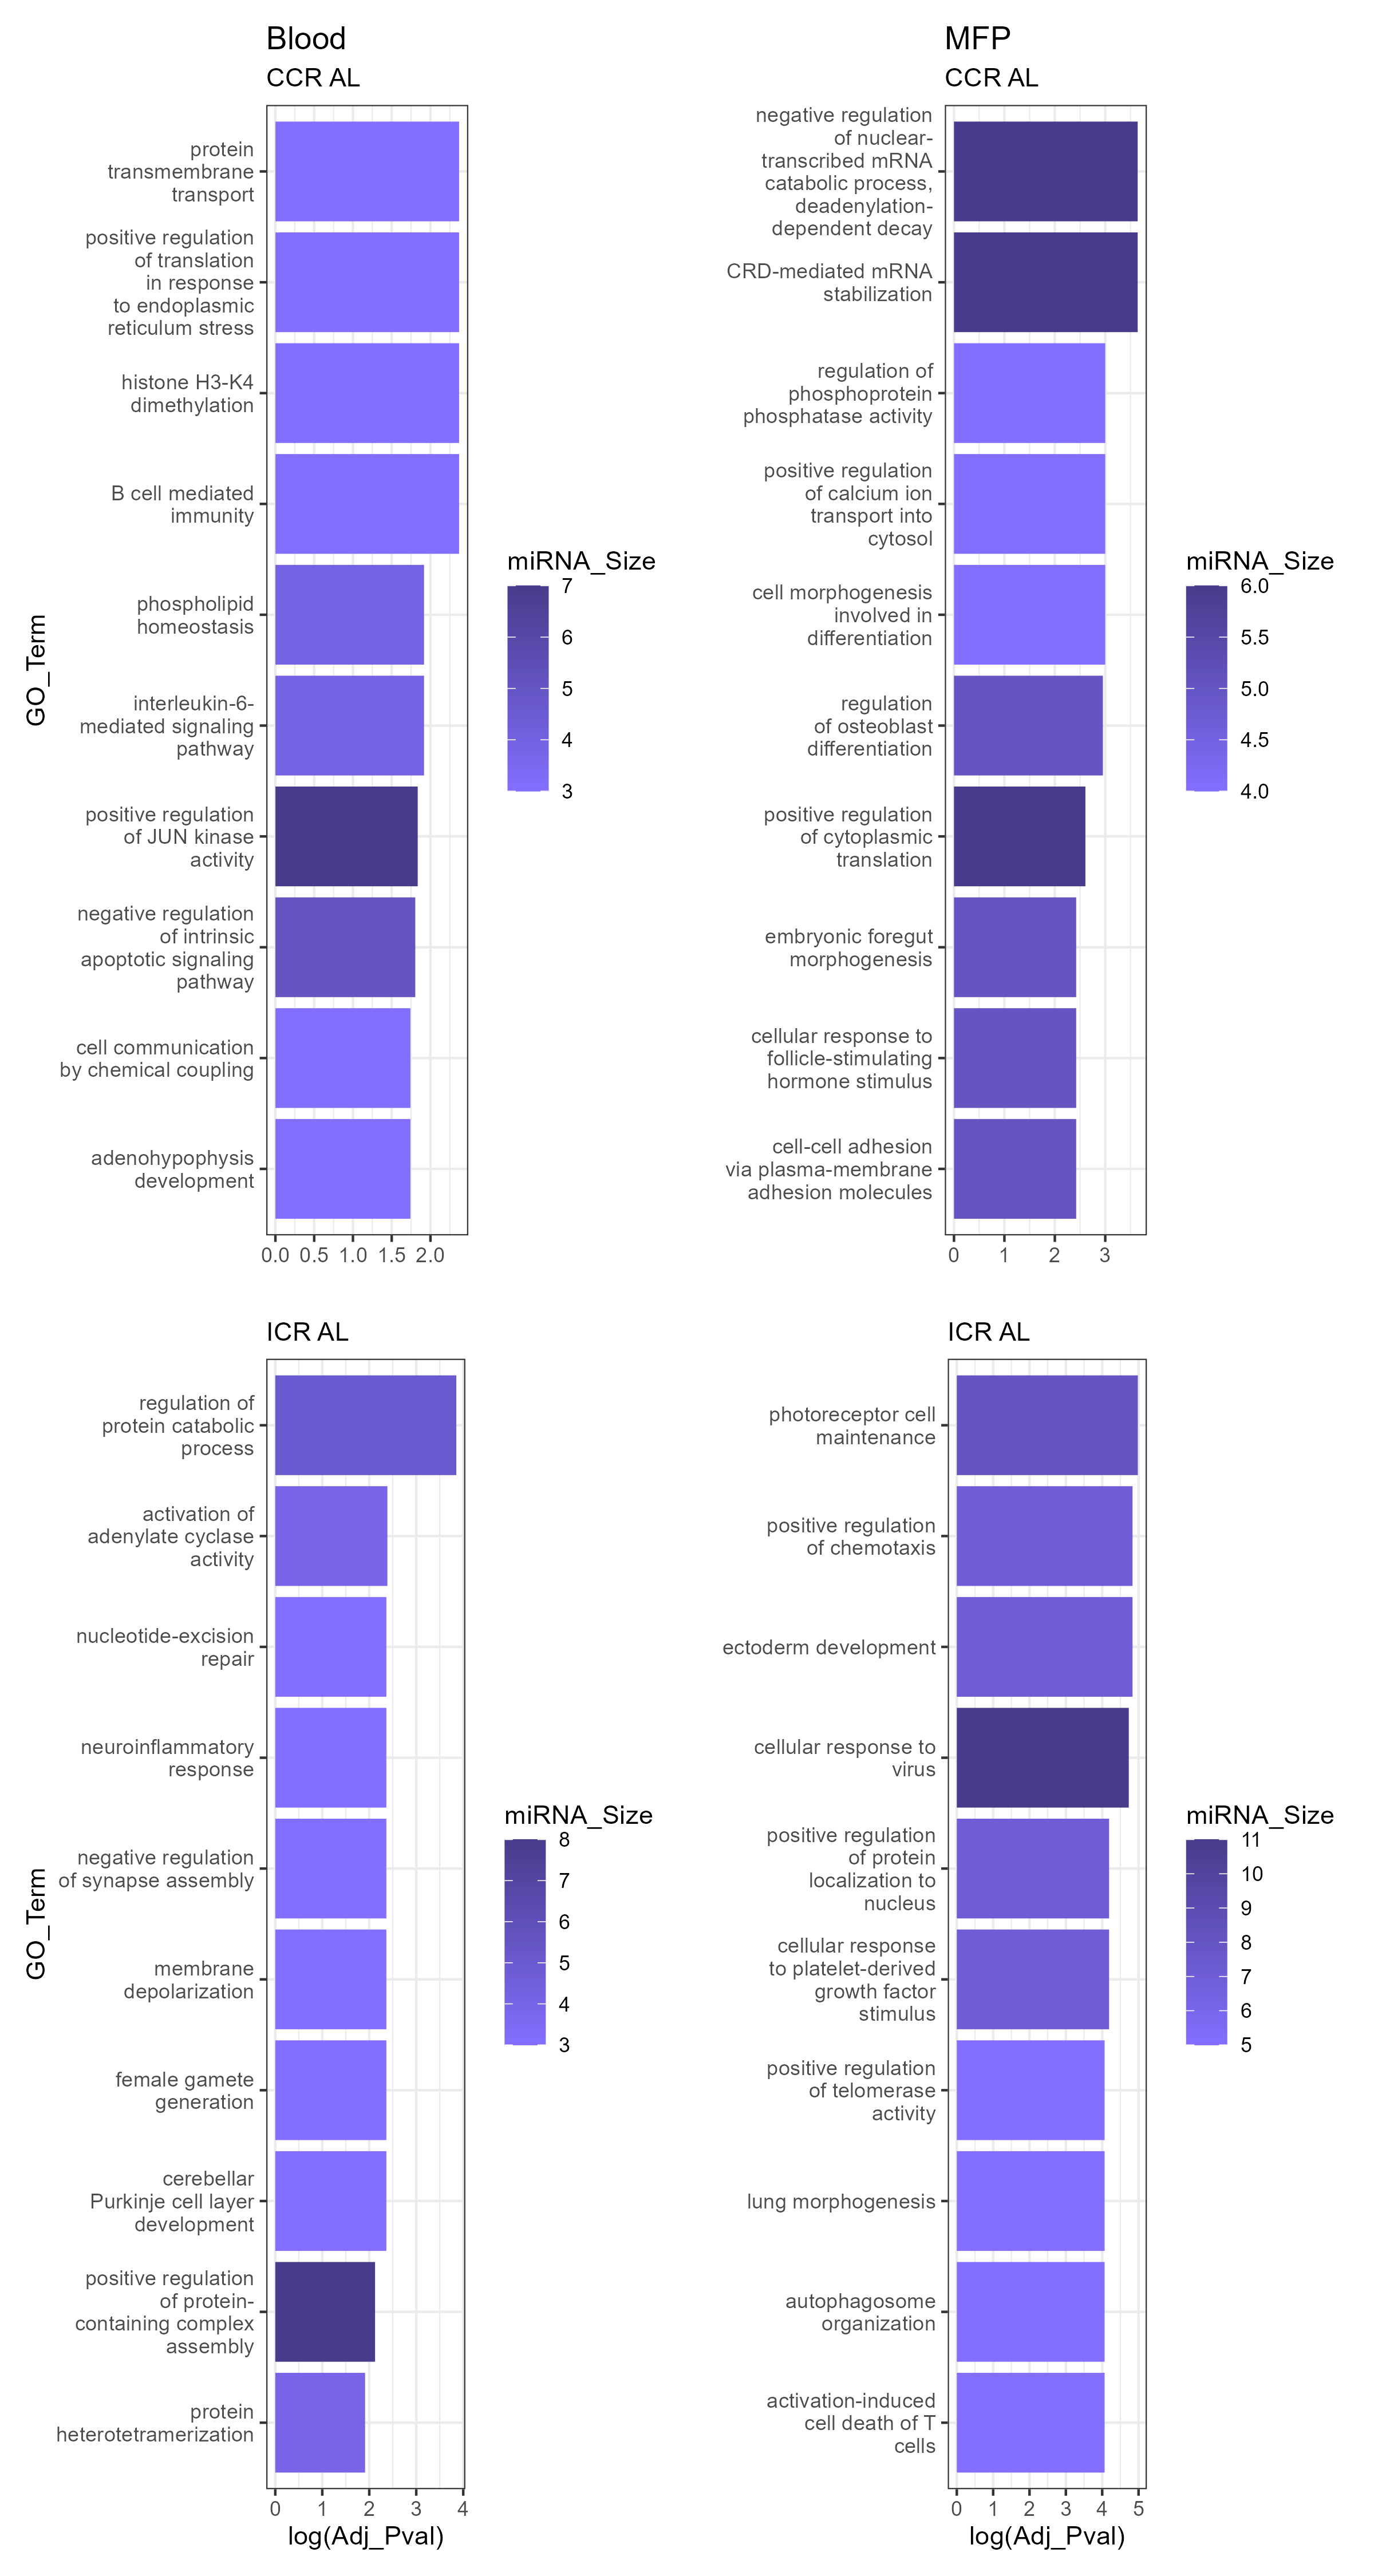 Blood
CCR AL
GO_Term
protein
transmembrane
transport
positive regulation
of translation
in response
to endoplasmic
reticulum stress
histone H3-K4
dimethylation
B cell mediated
immunity
phospholipid
homeostasis
interleukin-6-
mediated signaling
pathway
positive regulation
of JUN kinase
activity
negative regulation
of intrinsic
apoptotic signaling
pathway
cell communication
by chemical coupling
adenohypophysis
development
0.0 0.5 1.0 1.5 2.0
miRNA_Size
7
6
5
4
3
MFP
CCR AL
negative regulation
of nuclear-
transcribed mRNA
catabolic process,
deadenylation-
dependent decay
CRD-mediated mRNA
stabilization
regulation of
phosphoprotein
phosphatase activity
positive regulation
of calcium ion
transport into
cytosol
cell morphogenesis
involved in
differentiation
regulation
of osteoblast
differentiation
positive regulation
of cytoplasmic
translation
embryonic foregut
morphogenesis
cellular response to
follicle-stimulating
hormone stimulus
cell-cell adhesion
via plasma-membrane
adhesion molecules
0 1 2 3
miRNA_Size
6.0
5.5
5.0
4.5
4.0
ICR AL
GO_Term
regulation of
protein catabolic
process
activation of
adenylate cyclase
activity
nucleotide-excision
repair
neuroinflammatory
response
negative regulation
of synapse assembly
membrane
depolarization
female gamete
generation
cerebellar
Purkinje cell layer
development
positive regulation
of protein-
containing complex
assembly
protein
heterotetramerization
0 1 2 3 4
log(Adj_Pval)
miRNA_Size
8
7
6
5
4
3
ICR AL
photoreceptor cell
maintenance
positive regulation
of chemotaxis
ectoderm development
cellular response to
virus
positive regulation
of protein
localization to
nucleus
cellular response
to platelet-derived
growth factor
stimulus
positive regulation
of telomerase
activity
lung morphogenesis
autophagosome
organization
activation-induced
cell death of T
cells
0 1 2 3 4 5
log(Adj_Pval)
miRNA_Size
11
10
9
8
7
6
5